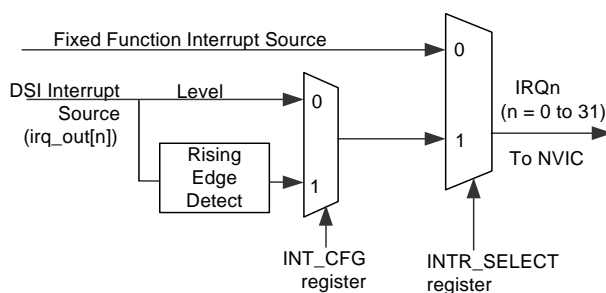 Fixed Function Interrupt Source
0
DSI Interrupt
Source
(irq_out[n])
Level
0
IRQn
(n = 0 to 31)
1
To NVIC
Rising
Edge
Detect
1
INT_CFG
register
INTR_SELECT
register